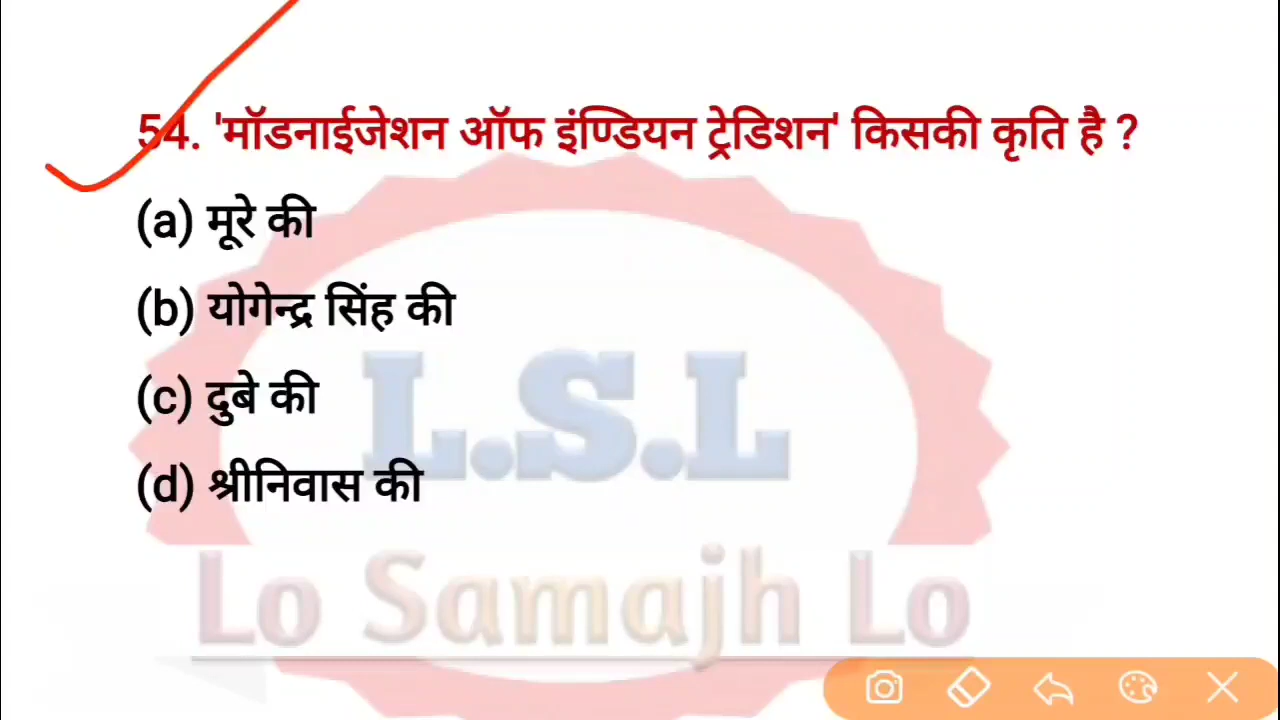 54. 'मॉडनाईजेशन ऑफ इंण्डियन ट्रेडिशन' किसकी कृति है ?
(a) मूरे की
(b) योगेन्द्र सिंह की
(c) दुबे की
(d) श्रीनिवास की
L.S.L
Lo Samajh Lo